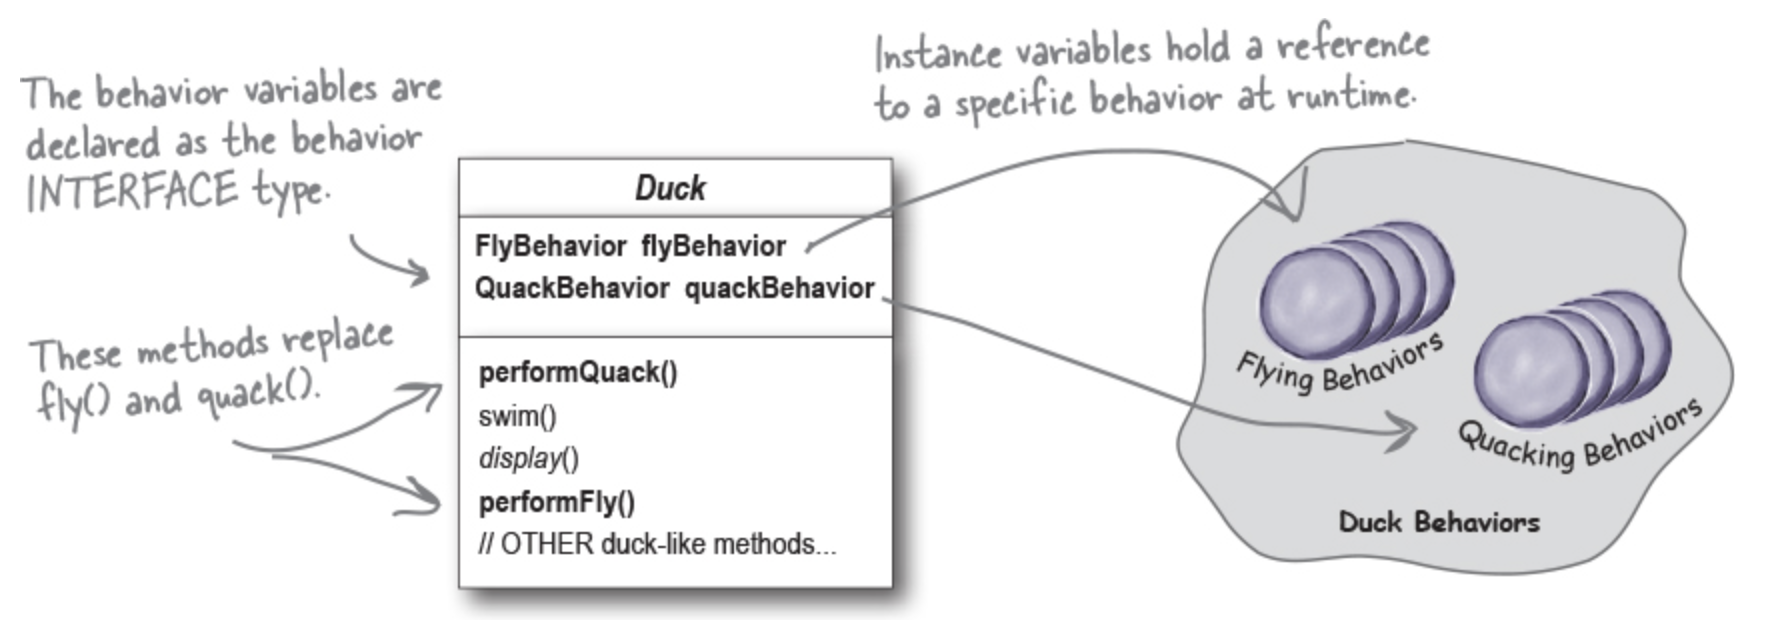 The behavior variables are
declared as the behavior
INTERFACE type.
These methods replace
fly() and quack().
Instance variables hold a reference
to a specific behavior at runtime.
Duck
FlyBehavior flyBehavior
QuackBehavior quackBehavior
performQuack()
swim()
display()
performFly()
// OTHER duck-like methods...
Flying Behaviors
Quacking Behaviors
Duck Behaviors